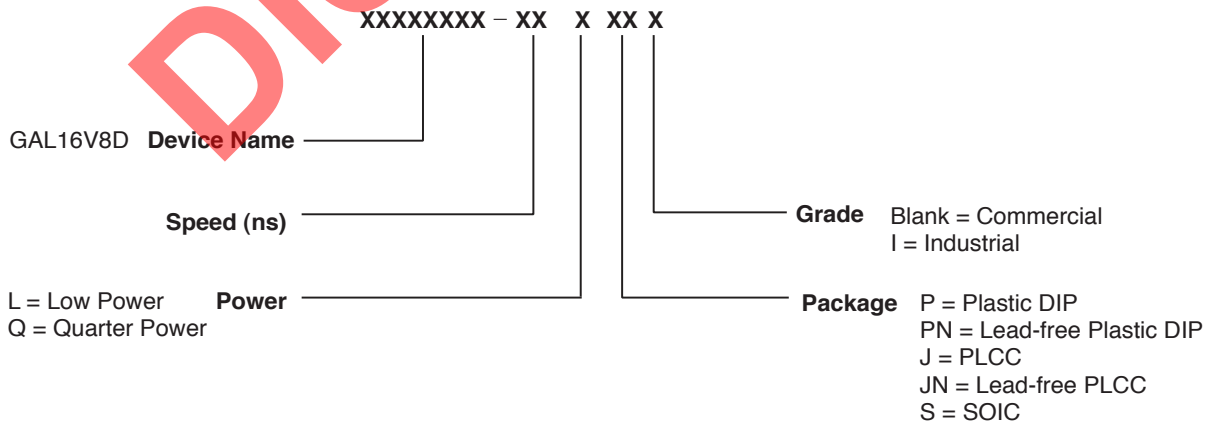 XXXXXXXX – XX X XX X
GAL16V8D Device Name
Speed (ns)
L = Low Power Power
Q = Quarter Power
Grade Blank = Commercial
I = Industrial
Package P = Plastic DIP
PN = Lead-free Plastic DIP
J = PLCC
JN = Lead-free PLCC
S = SOIC